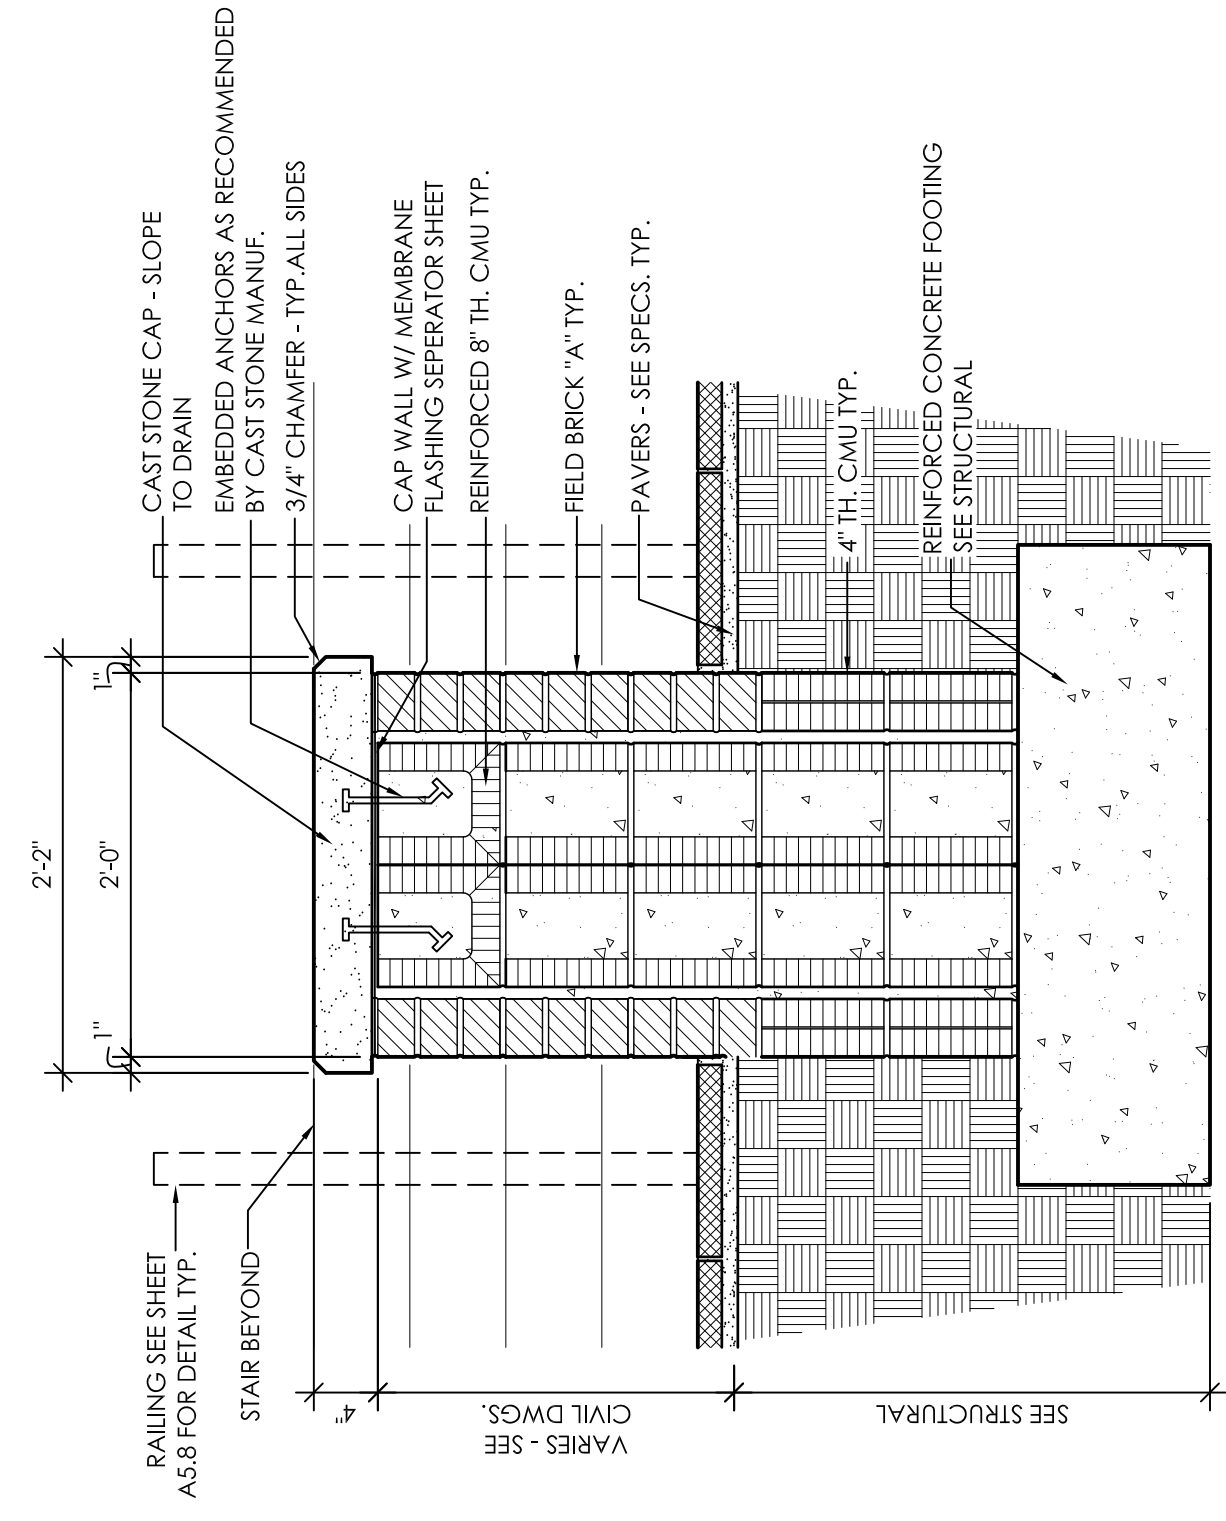 CAST STONE CAP - SLOPE
TO DRAIN
EMBEDDED ANCHORS AS RECOMMENDED
BY CAST STONE MANUF.
3/4" CHAMFER - TYP.ALL SIDES
CAP WALL W/ MEMBRANE
FLASHING SEPERATOR SHEET
REINFORCED 8" TH. CMU TYP.
FIELD BRICK "A" TYP.
PAVERS - SEE SPECS. TYP.
4" TH. CMU TYP.
REINFORCED CONCRETE FOOTING
SEE STRUCTURAL
2'-2"
1"
2'-0"
1"
RAILING SEE SHEET
A5.8 FOR DETAIL TYP.
STAIR BEYOND
4"
VARIES - SEE
CIVIL DWGS.
SEE STRUCTURAL